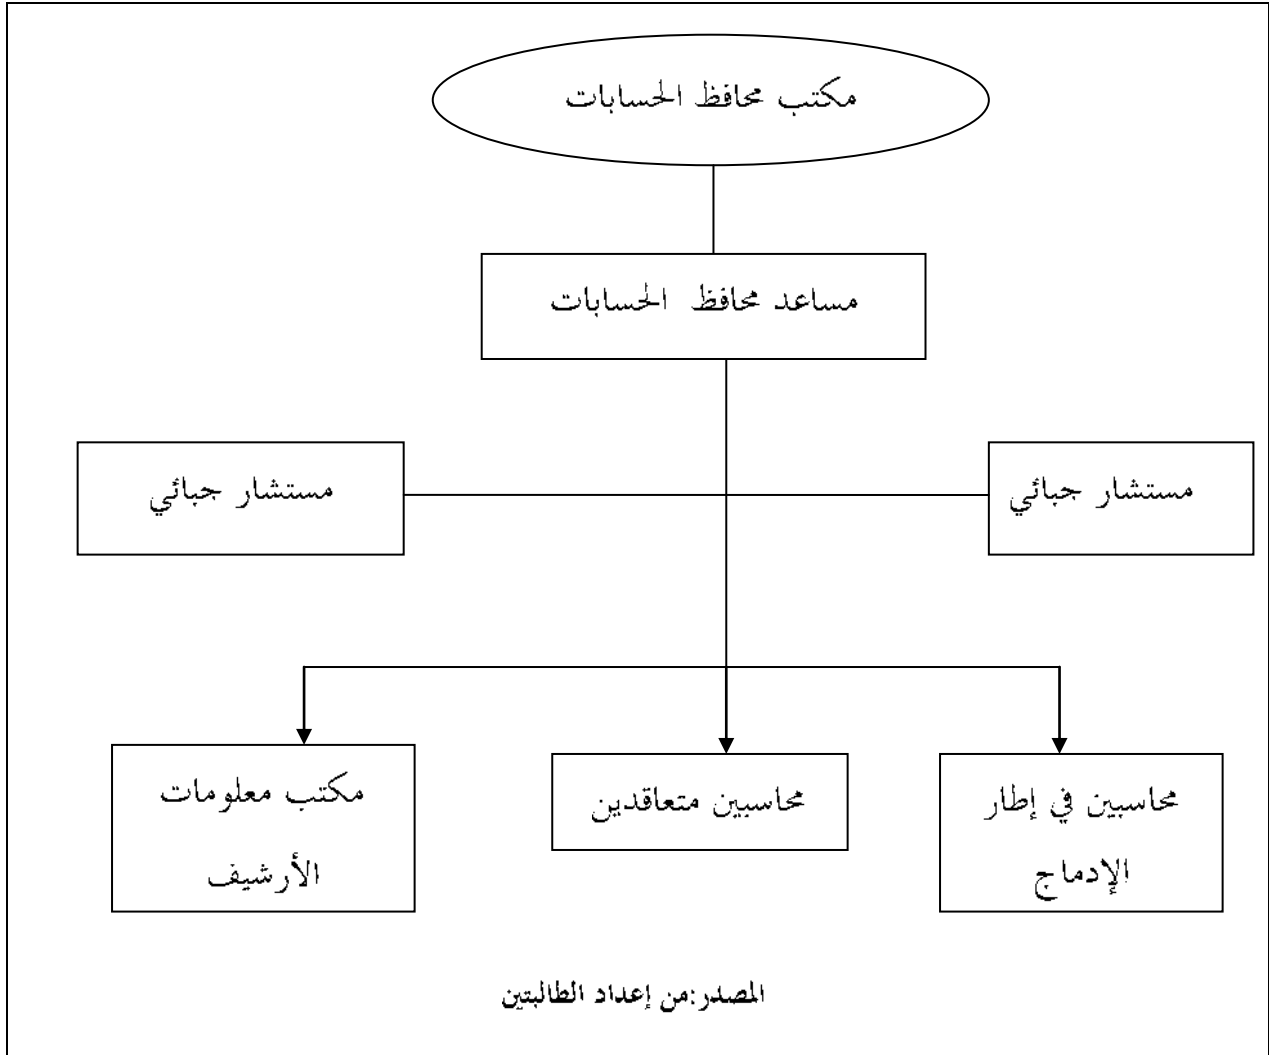 مكتب محافظ الحسابات
مساعد محافظ الحسابات
مستشار جبائي
مستشار جبائي
محاسبين في إطار
الإدماج
محاسبين متعاقدين
مكتب معلومات
الأرشيف
المصدر:من إعداد الطالبتين